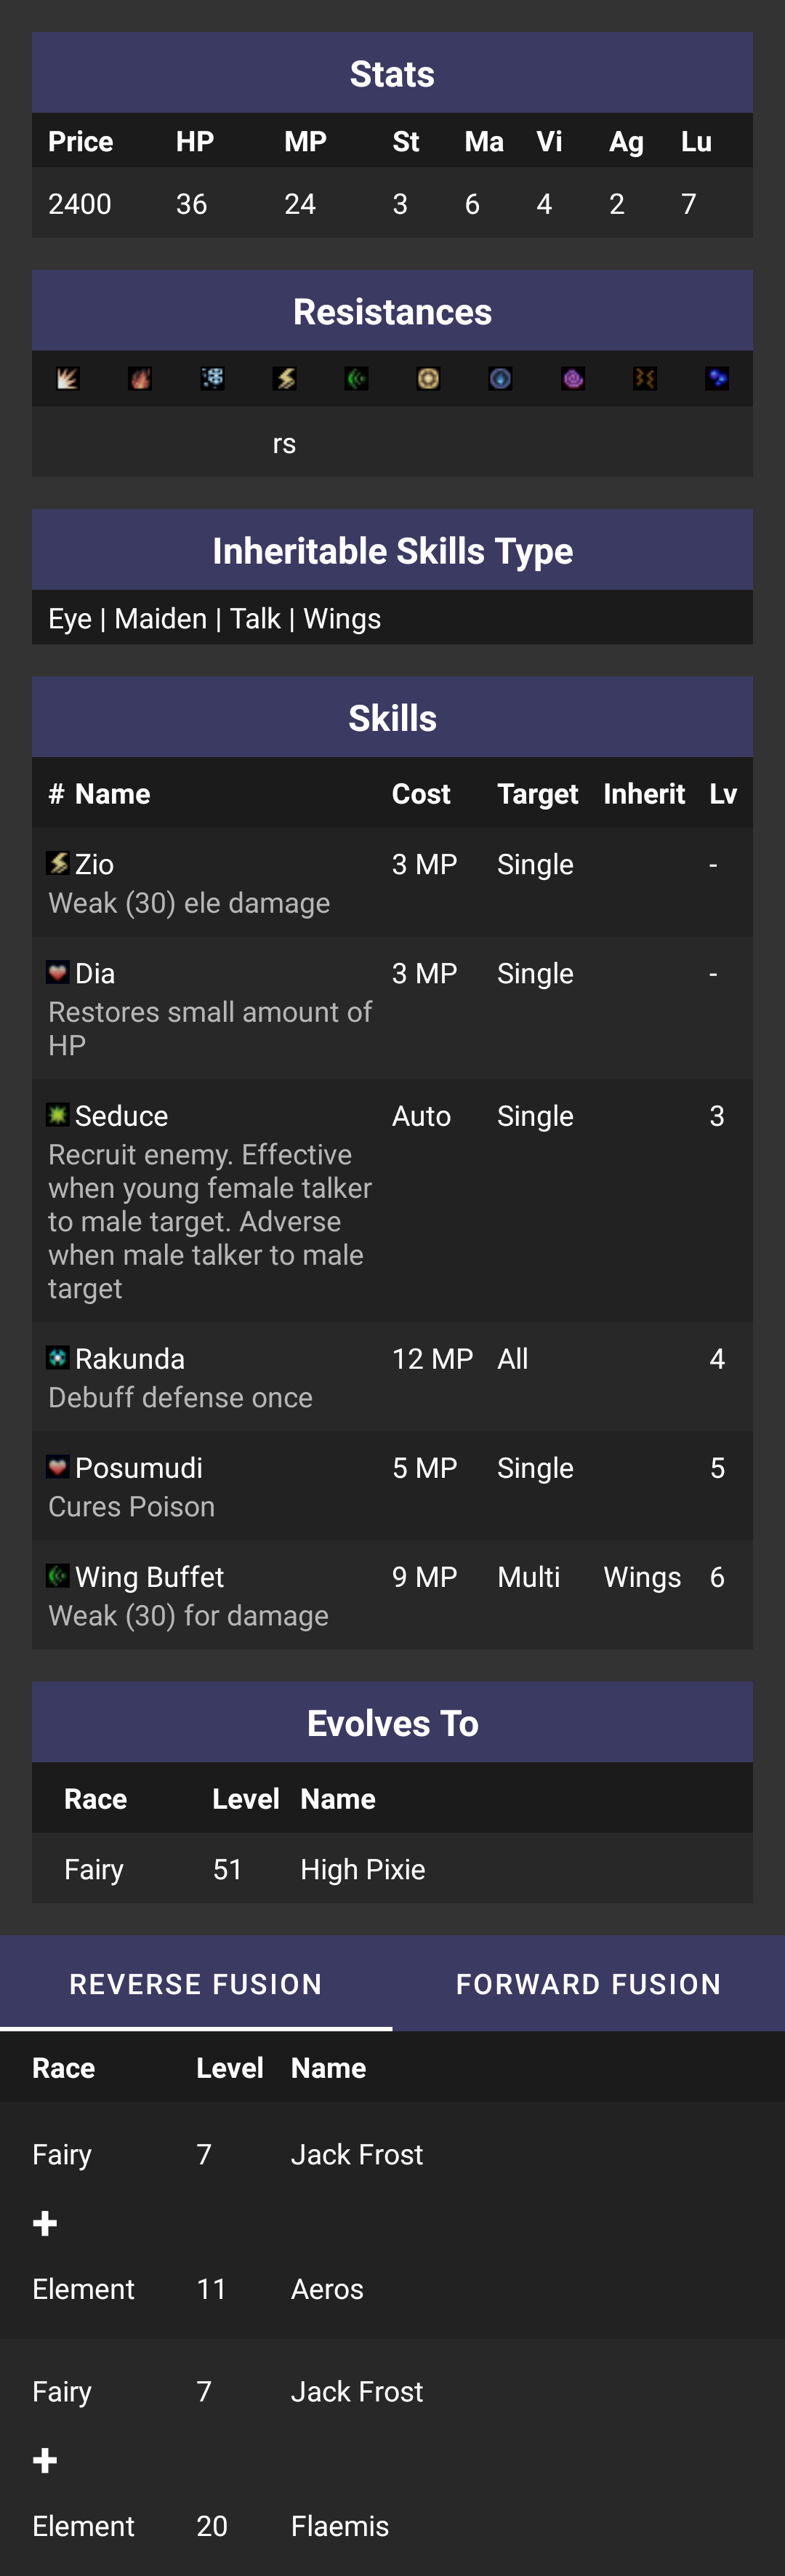 Stats
Price HP MP St Ma Vi Ag Lu
2400 36 24 3 6 4 2 7
Resistances
rs
Inheritable Skills Type
Eye | Maiden | Talk | Wings
Skills
# Name Cost Target Inherit Lv
Zio 3 MP Single -
Weak (30) ele damage
Dia 3 MP Single -
Restores small amount of
HP
Seduce Auto Single 3
Recruit enemy. Effective
when young female talker
to male target. Adverse
when male talker to male
target
Rakunda 12 MP All 4
Debuff defense once
Posumudi 5 MP Single 5
Cures Poison
Wing Buffet 9 MP Multi Wings 6
Weak (30) for damage
Evolves To
Race Level Name
Fairy 51 High Pixie
REVERSE FUSION FORWARD FUSION
Race Level Name
Fairy 7 Jack Frost
+
Element 11 Aeros
Fairy 7 Jack Frost
+
Element 20 Flaemis